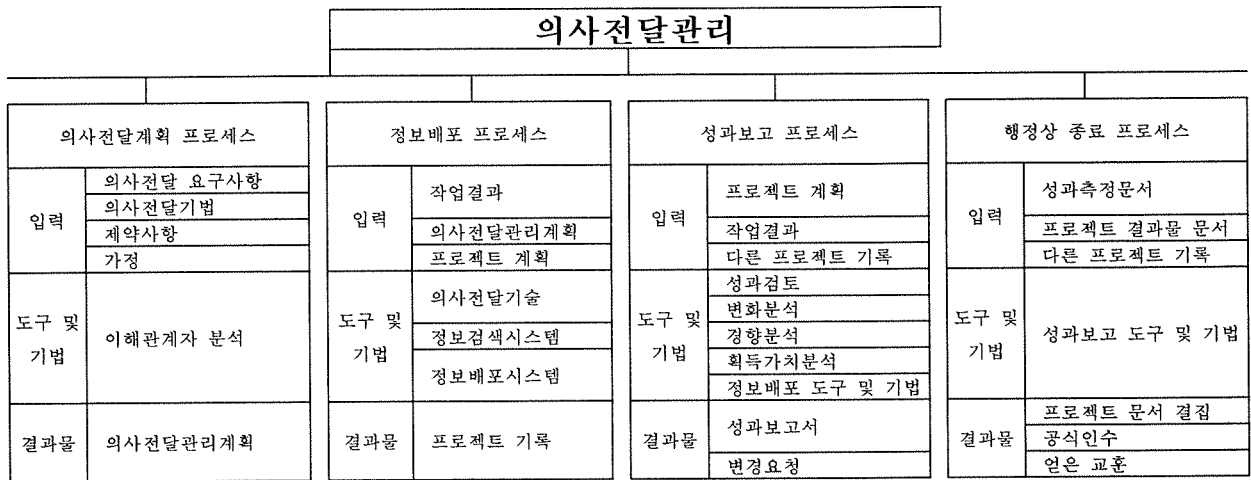 의사전달관리
의사전달계획 프로세스
입력
의사전달 요구사항
의사전달기법
제약사항
가정
도구 및
기법
이해관계자 분석
결과물
의사전달관리계획
정보배포 프로세스
입력
작업결과
의사전달관리계획
프로젝트 계획
도구 및
기법
의사전달기술
정보검색시스템
정보배포시스템
결과물
프로젝트 기록
성과보고 프로세스
입력
프로젝트 계획
작업결과
다른 프로젝트 기록
도구 및
기법
성과검토
변화분석
경향분석
획득가치분석
정보배포 도구 및 기법
결과물
성과보고서
변경요청
행정상 종료 프로세스
입력
성과측정문서
프로젝트 결과물 문서
다른 프로젝트 기록
도구 및
기법
성과보고 도구 및 기법
결과물
프로젝트 문서 결집
공식인수
얻은 교훈